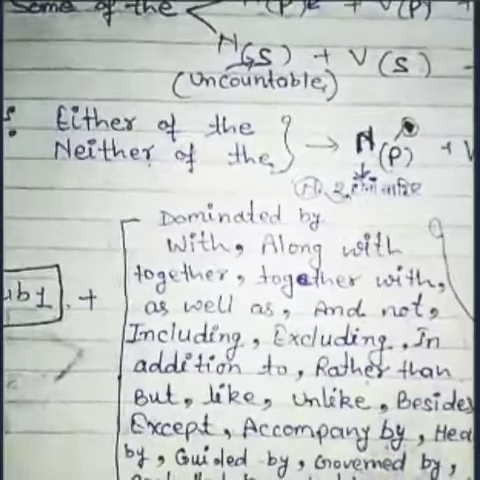 Some of the N(P) + V(P) +
N(S) + V(S)
(Uncountable)
Either of the
Neither of the → N(P) + V
Dominated by
With, Along with
together, together with,
ub1 + as well as, And not,
Including, Excluding, In
addition to, Rather than
But, like, Unlike, Besides
Except, Accompany by, Hea
by, Guided by, Governed by,